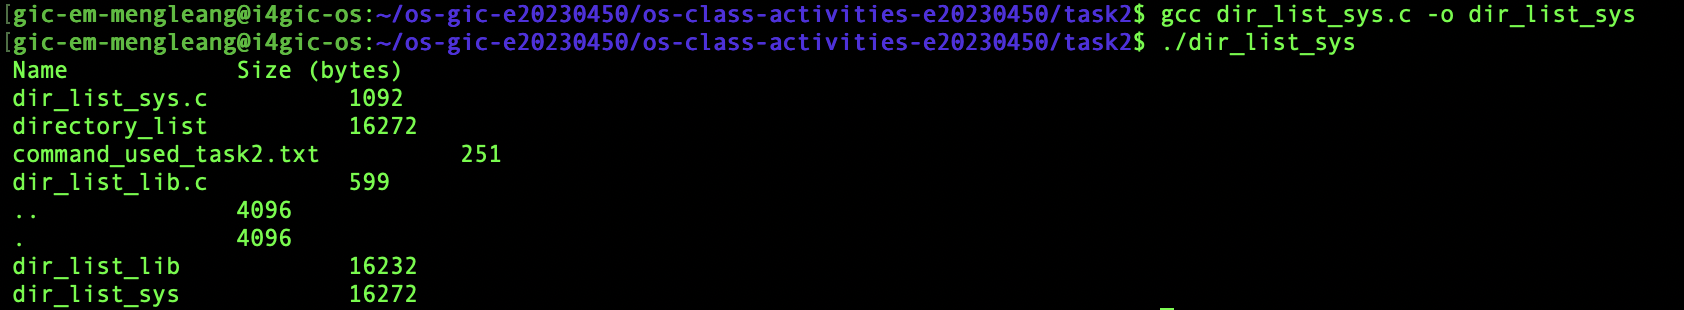 [gic-em-mengleang@i4gic-os:~/os-gic-e20230450/os-class-activities-e20230450/task2$ gcc dir_list_sys.c -o dir_list_sys
[gic-em-mengleang@i4gic-os:~/os-gic-e20230450/os-class-activities-e20230450/task2$ ./dir_list_sys
Name            Size (bytes)
dir_list_sys.c          1092
directory_list          16272
command_used_task2.txt          251
dir_list_lib.c          599
..              4096
.               4096
dir_list_lib            16232
dir_list_sys            16272